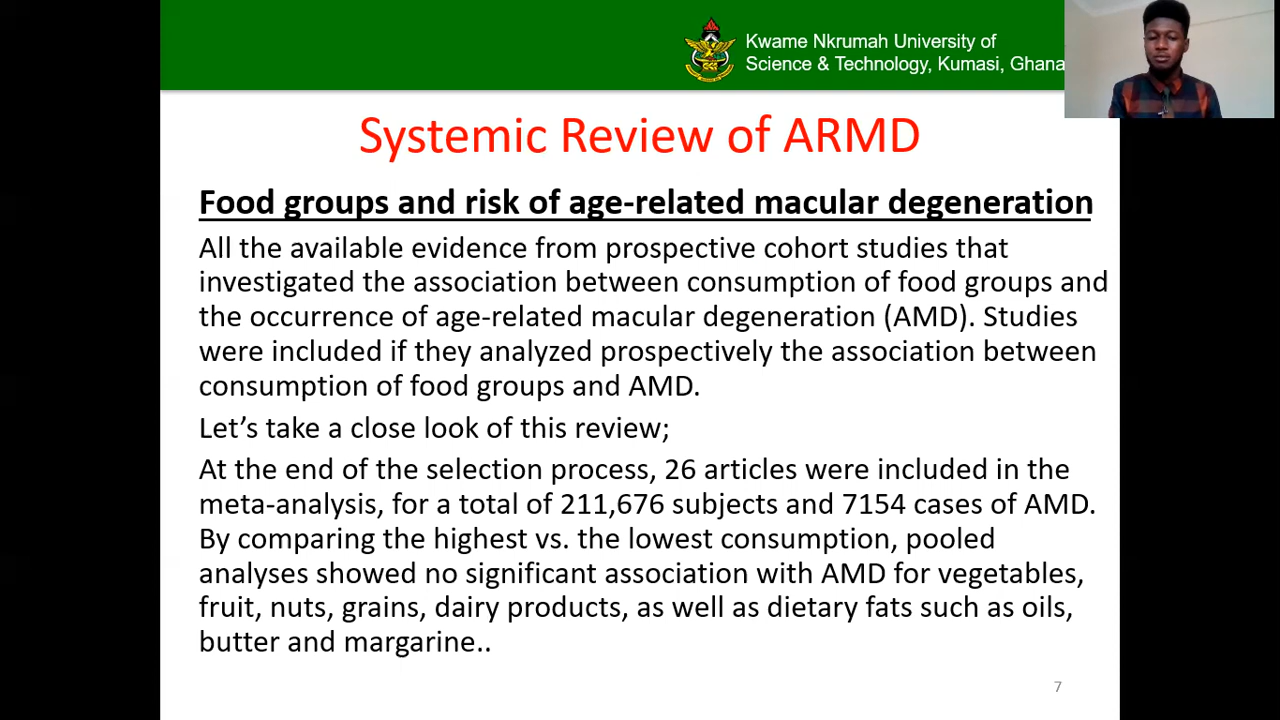 Kwame Nkrumah University of
Science & Technology, Kumasi, Ghana
Systemic Review of ARMD
Food groups and risk of age-related macular degeneration
All the available evidence from prospective cohort studies that
investigated the association between consumption of food groups and
the occurrence of age-related macular degeneration (AMD). Studies
were included if they analyzed prospectively the association between
consumption of food groups and AMD.
Let’s take a close look of this review;
At the end of the selection process, 26 articles were included in the
meta-analysis, for a total of 211,676 subjects and 7154 cases of AMD.
By comparing the highest vs. the lowest consumption, pooled
analyses showed no significant association with AMD for vegetables,
fruit, nuts, grains, dairy products, as well as dietary fats such as oils,
butter and margarine..
7